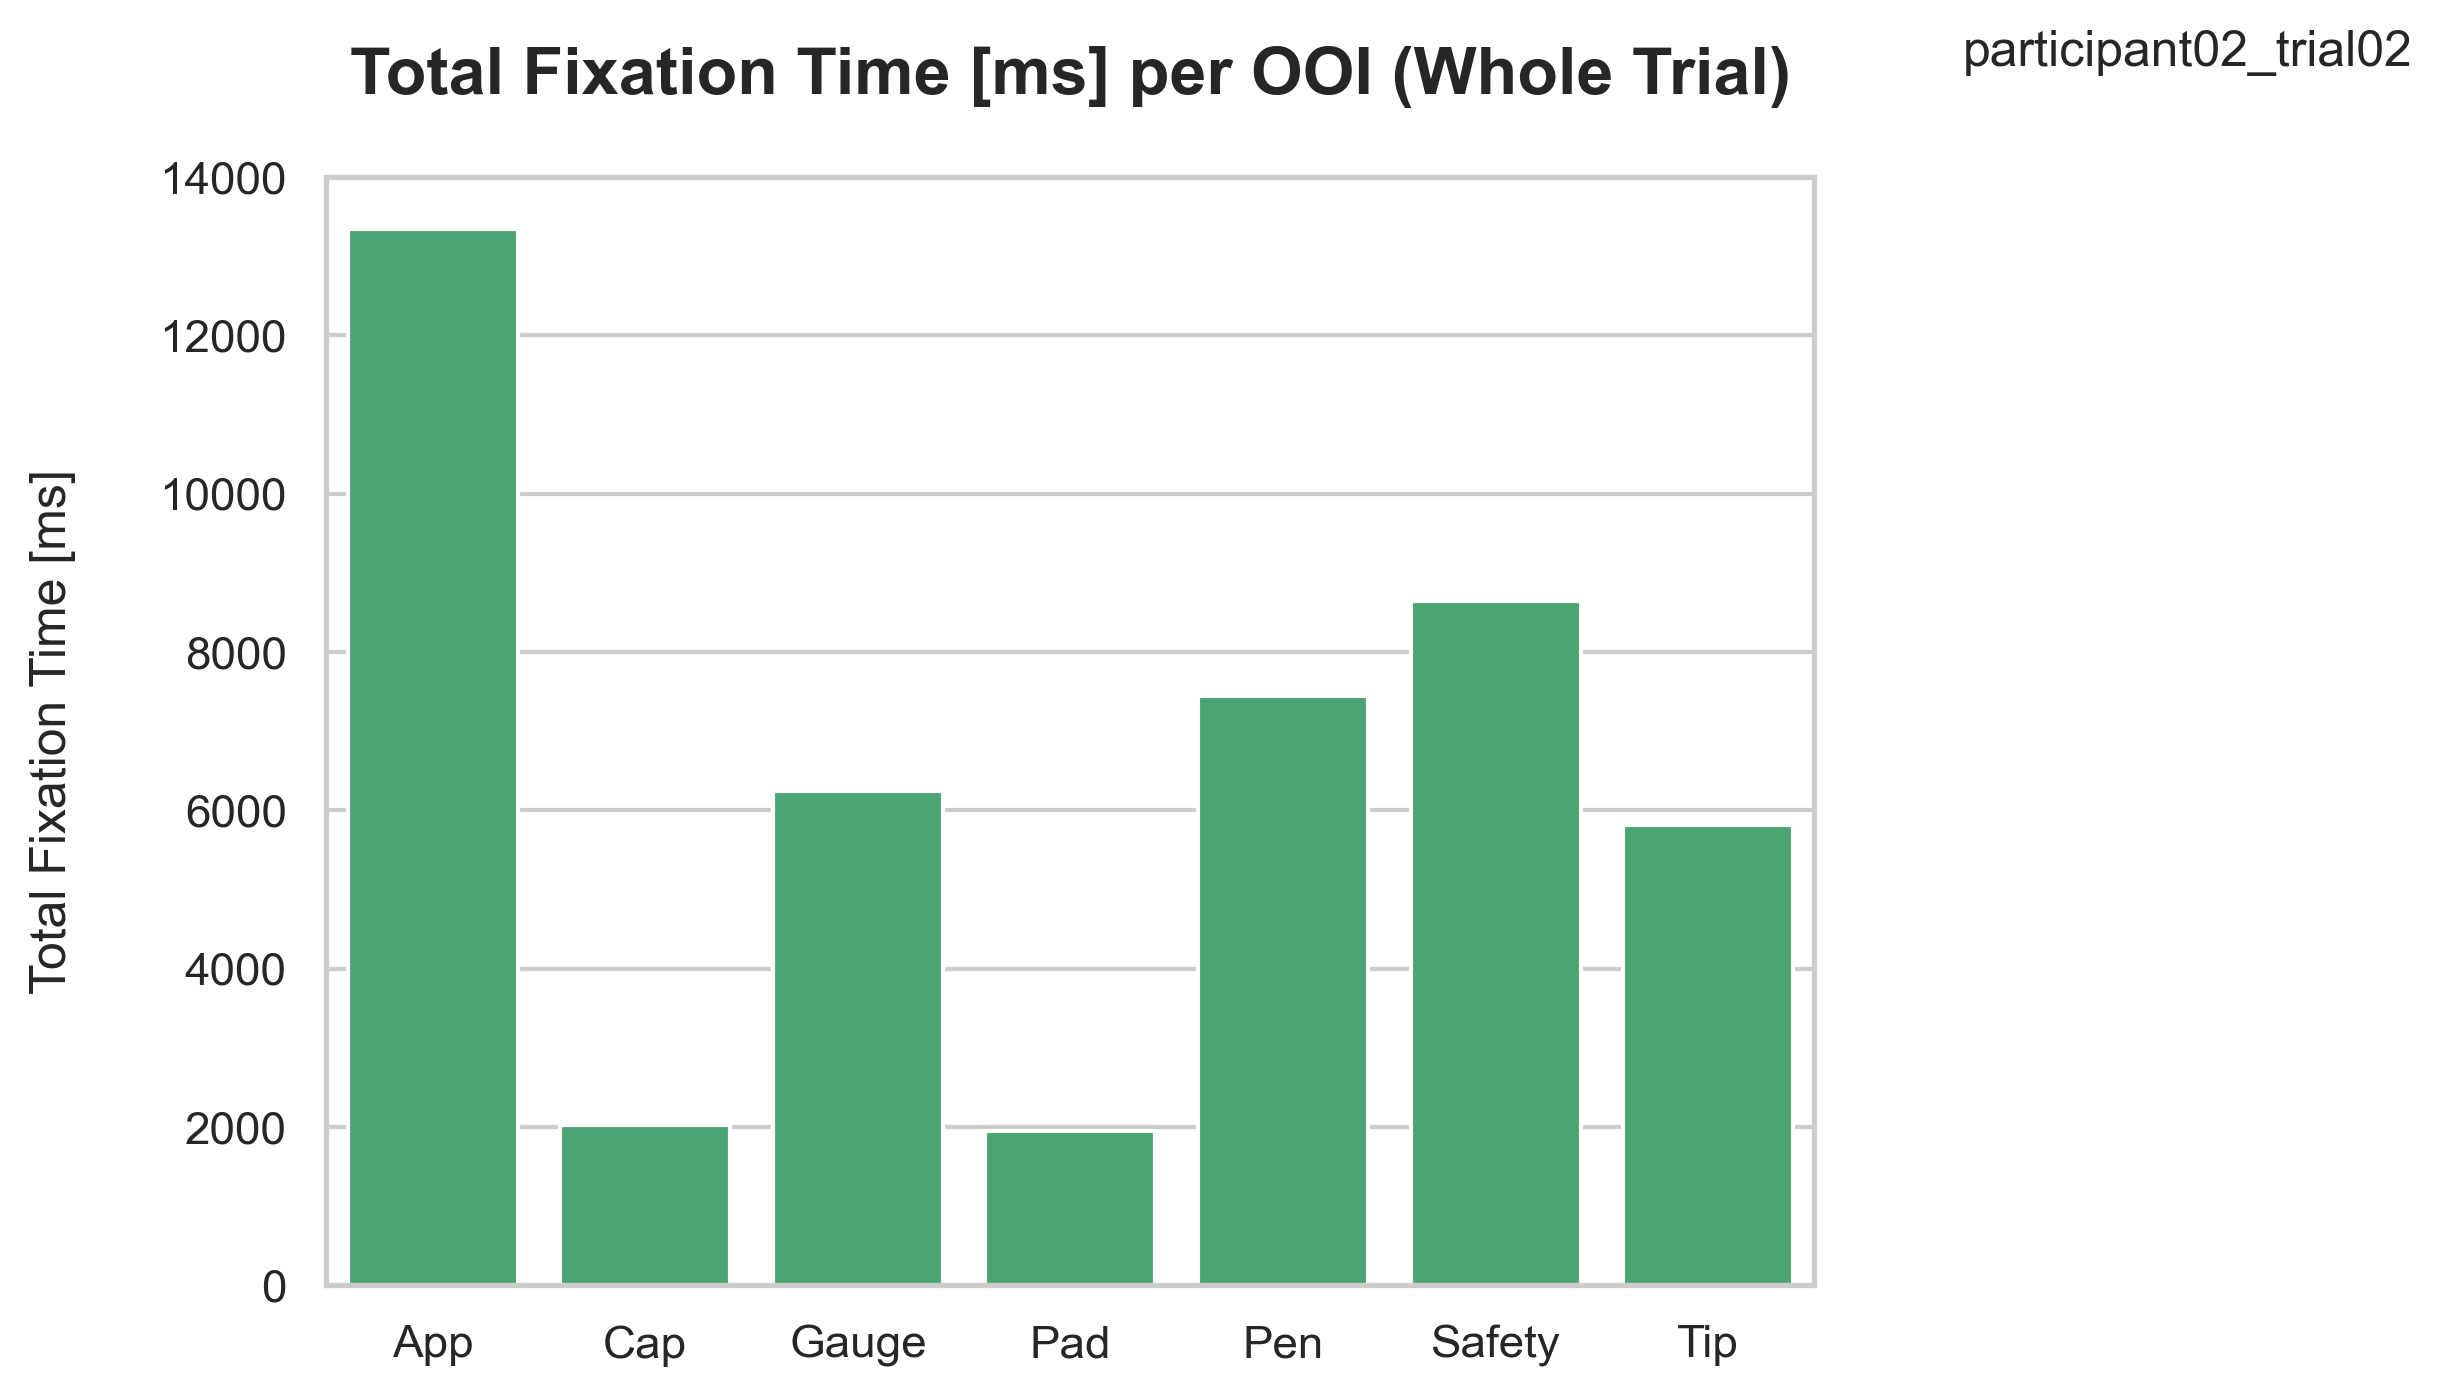 Total Fixation Time [ms] per OOI (Whole Trial)
participant02_trial02
Total Fixation Time [ms]
14000
12000
10000
8000
6000
4000
2000
0
App
Cap
Gauge
Pad
Pen
Safety
Tip